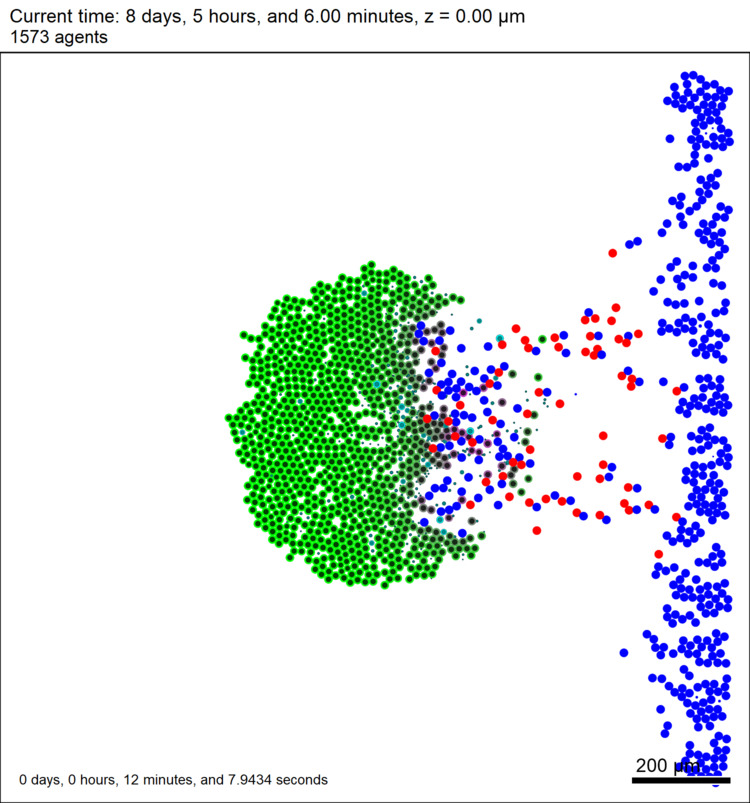 Current time: 8 days, 5 hours, and 6.00 minutes, z = 0.00 μm
1573 agents
200 μm
0 days, 0 hours, 12 minutes, and 7.9434 seconds